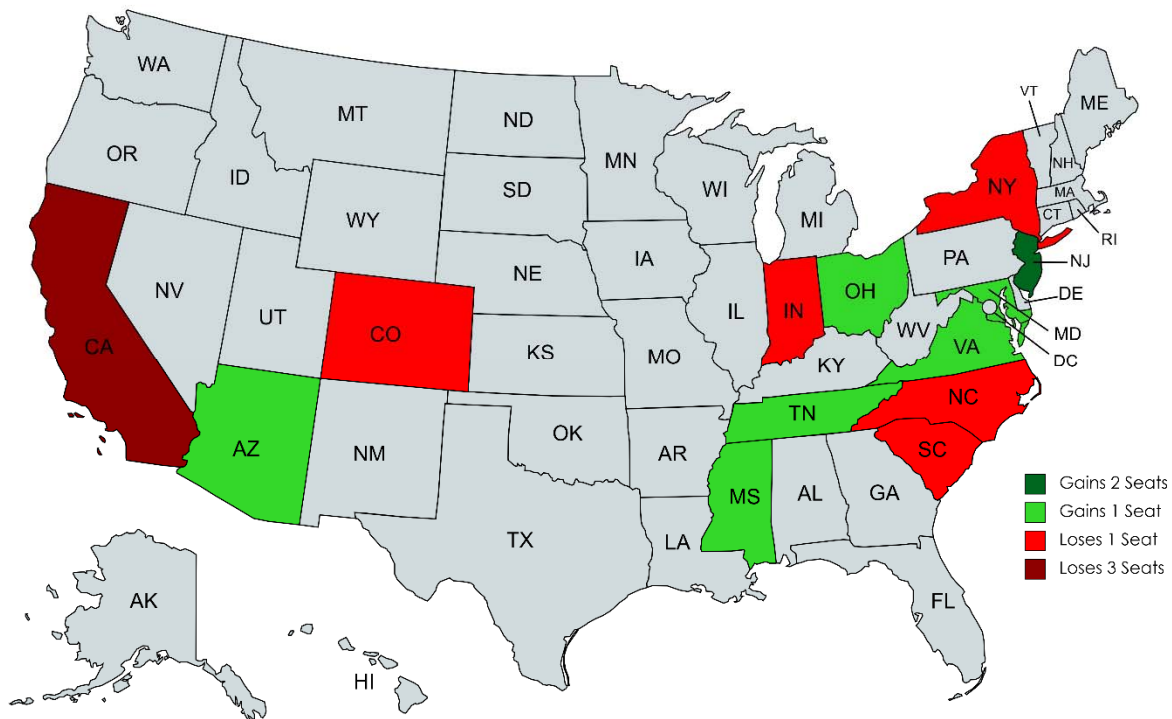 WA
MT
ND
MN
VT
ME
OR
ID
SD
WI
NH
NY
MA
WY
MI
CT
RI
IA
PA
NJ
NE
NV
OH
DE
UT
IL
IN
CA
CO
WV
MD
KS
MO
VA
DC
KY
NC
TN
OK
AZ
NM
AR
SC
MS
AL
GA
Gains 2 Seats
Gains 1 Seat
TX
LA
Loses 1 Seat
Loses 3 Seats
AK
FL
HI